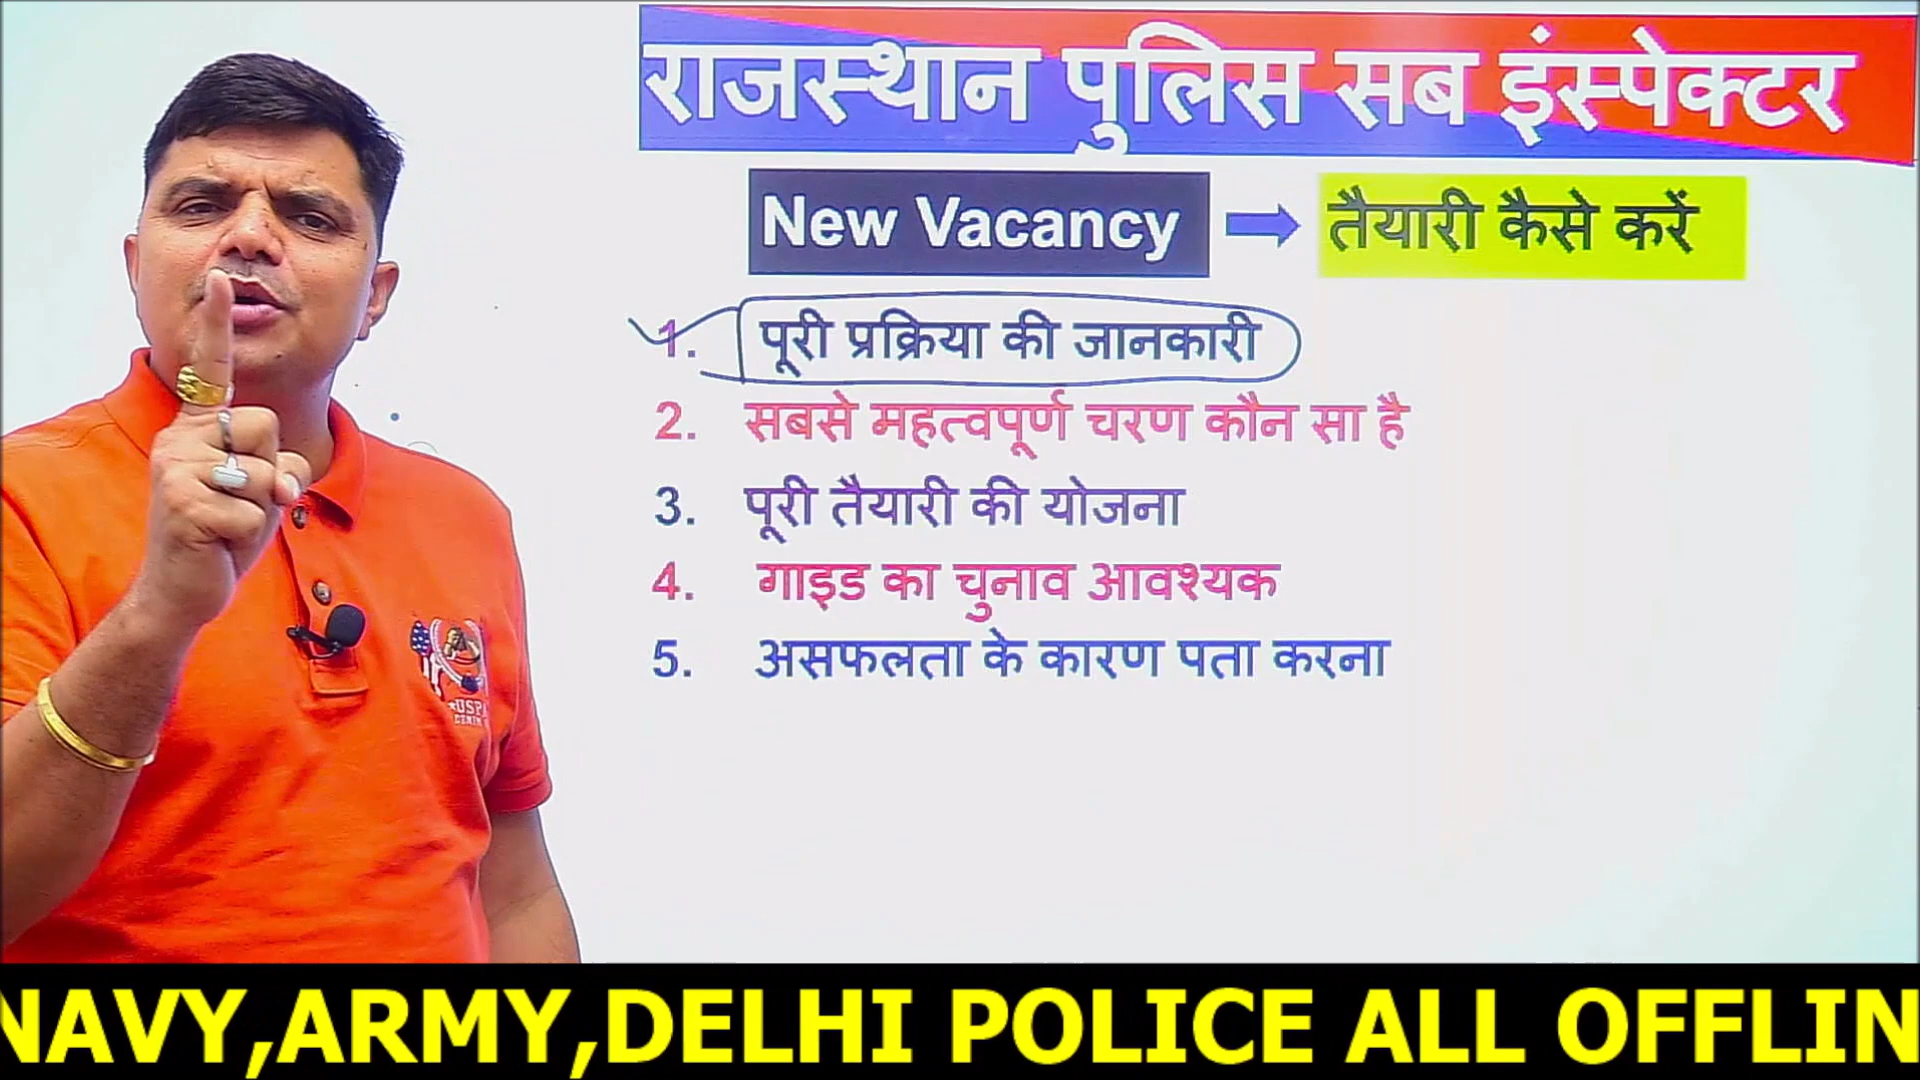 राजस्थान पुलिस सब इंस्पेक्टर
New Vacancy
तैयारी कैसे करें
1. पूरी प्रक्रिया की जानकारी
2. सबसे महत्वपूर्ण चरण कौन सा है
3. पूरी तैयारी की योजना
4. गाइड का चुनाव आवश्यक
5. असफलता के कारण पता करना
USPA
NAVY,ARMY,DELHI POLICE ALL OFFLIN